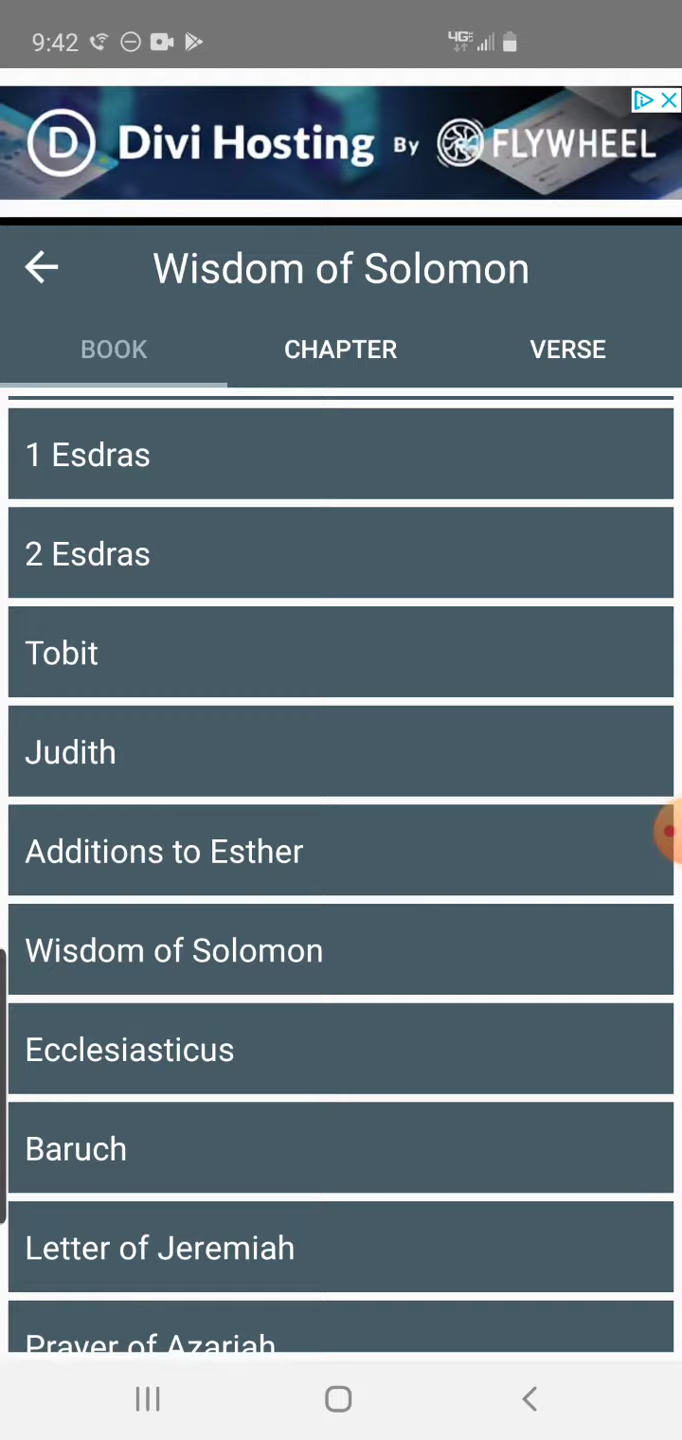 9:42
4GE
D Divi Hosting By FLYWHEEL
Wisdom of Solomon
BOOK CHAPTER VERSE
1 Esdras
2 Esdras
Tobit
Judith
Additions to Esther
Wisdom of Solomon
Ecclesiasticus
Baruch
Letter of Jeremiah
Prayer of Azariah